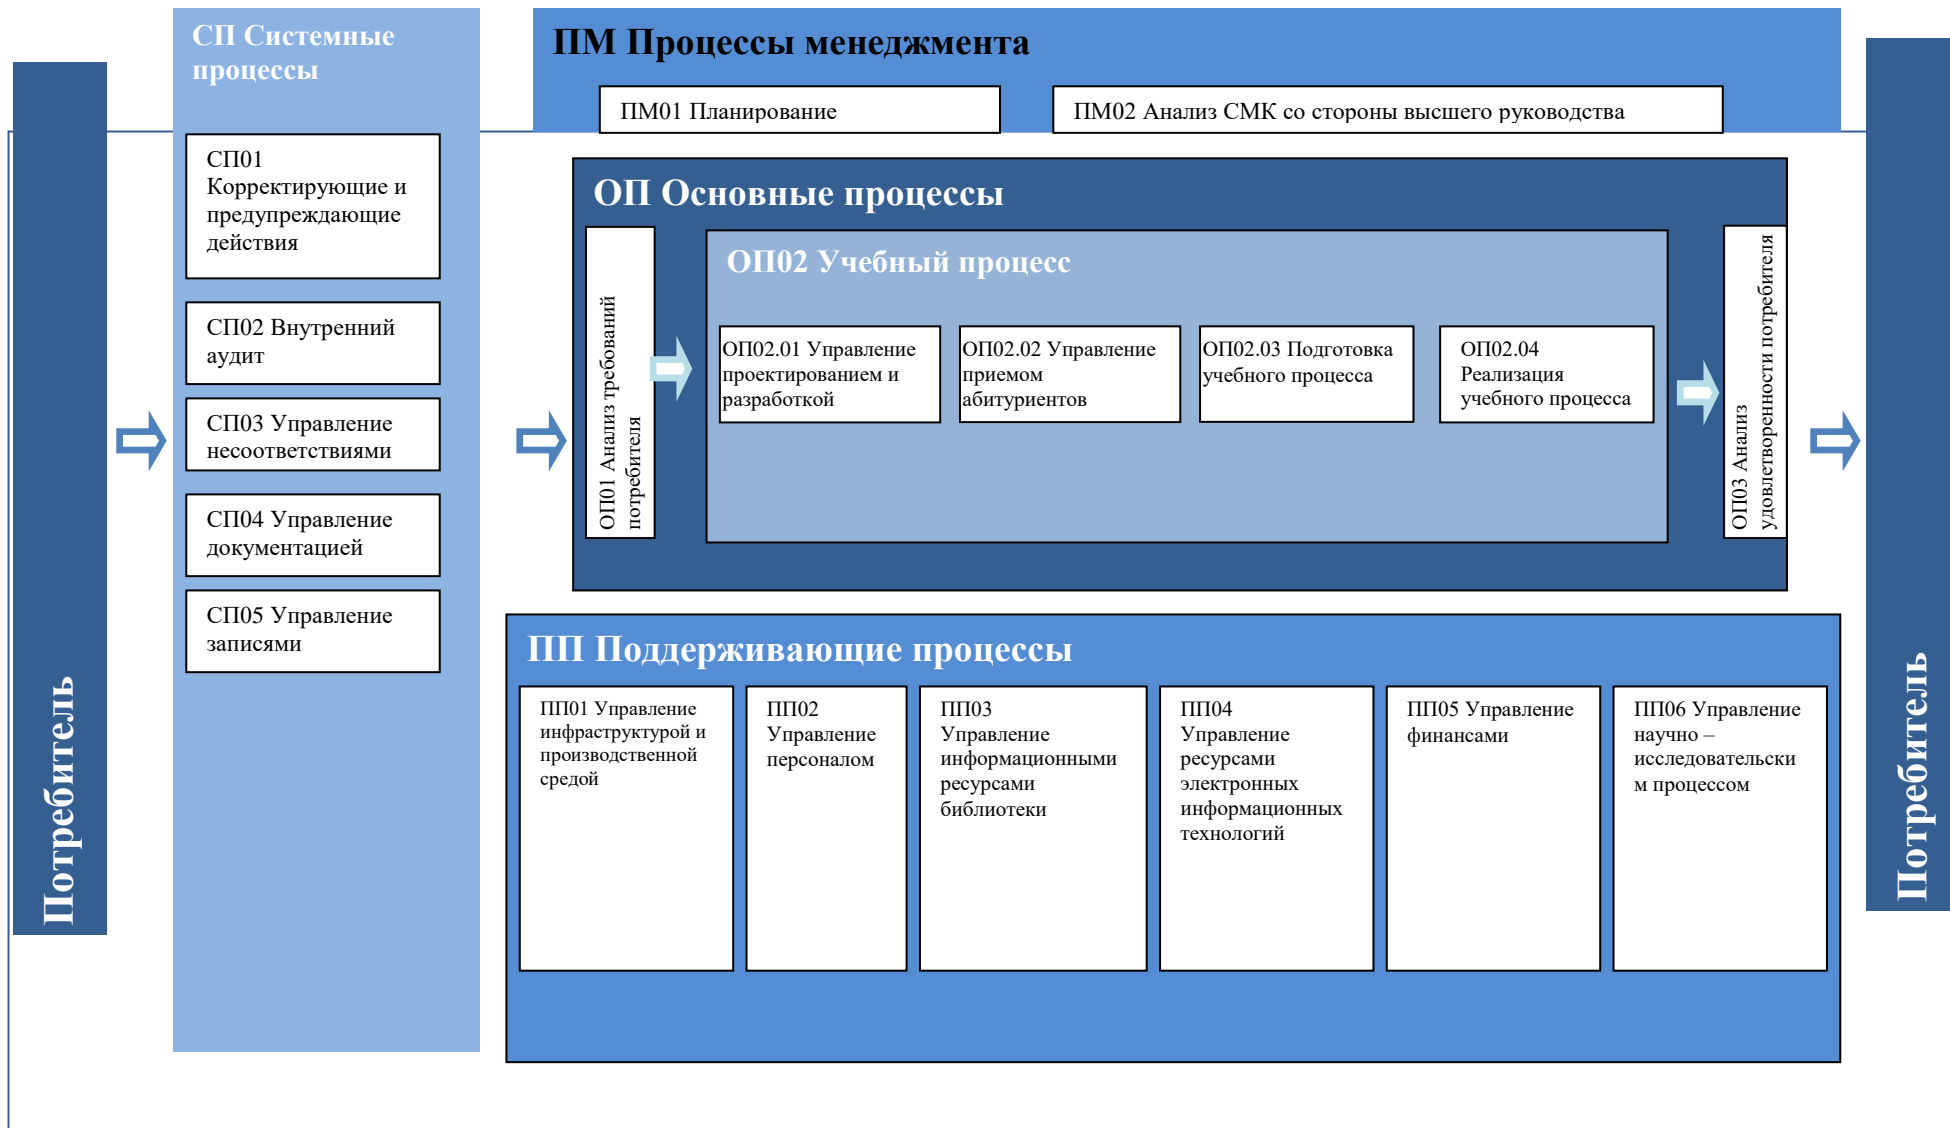 Потребитель
СП Системные
процессы
СП01
Корректирующие и
предупреждающие
действия
СП02 Внутренний
аудит
СП03 Управление
несоответствиями
СП04 Управление
документацией
СП05 Управление
записями
ПМ Процессы менеджмента
ПМ01 Планирование
ПМ02 Анализ СМК со стороны высшего руководства
ОП Основные процессы
ОП01 Анализ требований
потребителя
ОП02 Учебный процесс
ОП02.01 Управление
проектированием и
разработкой
ОП02.02 Управление
приемом
абитуриентов
ОП02.03 Подготовка
учебного процесса
ОП02.04
Реализация
учебного процесса
ОП03 Анализ
удовлетворенности потребителя
ПП Поддерживающие процессы
ПП01 Управление
инфраструктурой и
производственной
средой
ПП02
Управление
персоналом
ПП03
Управление
информационными
ресурсами
библиотеки
ПП04
Управление
ресурсами
электронных
информационных
технологий
ПП05 Управление
финансами
ПП06 Управление
научно –
исследовательски
м процессом
Потребитель